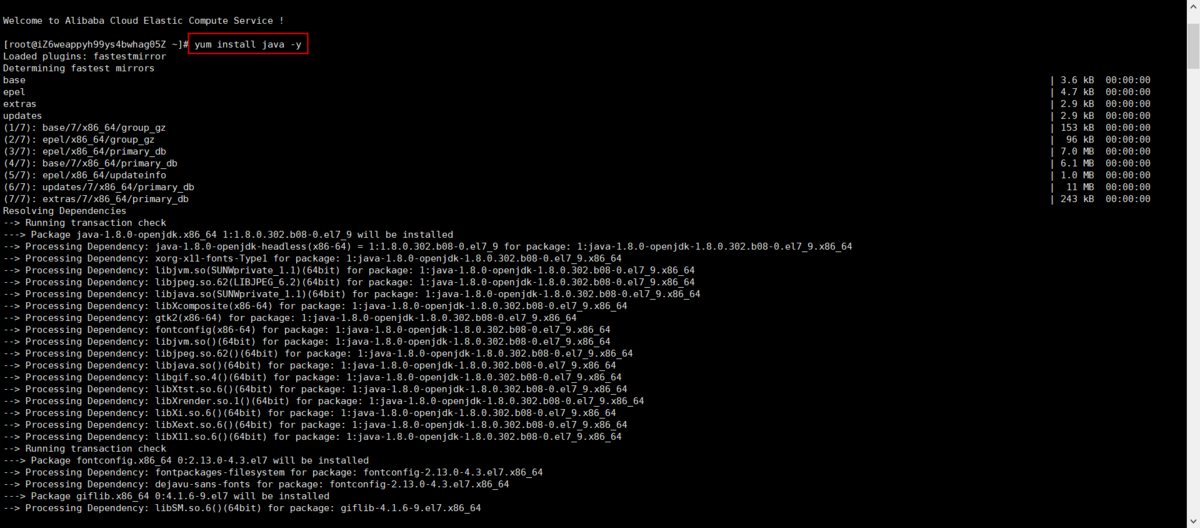 Welcome to Alibaba Cloud Elastic Compute Service !
[root@iZ6weappyh99ys4bwhag05Z ~]# yum install java -y
Loaded plugins: fastestmirror
Determining fastest mirrors
base | 3.6 kB 00:00:00
epel | 4.7 kB 00:00:00
extras | 2.9 kB 00:00:00
updates | 2.9 kB 00:00:00
(1/7): base/7/x86_64/group_gz | 153 kB 00:00:00
(2/7): epel/x86_64/group_gz | 96 kB 00:00:00
(3/7): epel/x86_64/primary_db | 7.0 MB 00:00:00
(4/7): base/7/x86_64/primary_db | 6.1 MB 00:00:00
(5/7): epel/x86_64/updateinfo | 1.0 MB 00:00:00
(6/7): updates/7/x86_64/primary_db | 11 MB 00:00:00
(7/7): extras/7/x86_64/primary_db | 243 kB 00:00:00
Resolving Dependencies
--> Running transaction check
---> Package java-1.8.0-openjdk.x86_64 1:1.8.0.302.b08-0.el7_9 will be installed
--> Processing Dependency: java-1.8.0-openjdk-headless(x86-64) = 1:1.8.0.302.b08-0.el7_9 for package: 1:java-1.8.0-openjdk-1.8.0.302.b08-0.el7_9.x86_64
--> Processing Dependency: xorg-x11-fonts-Type1 for package: 1:java-1.8.0-openjdk-1.8.0.302.b08-0.el7_9.x86_64
--> Processing Dependency: libjvm.so(SUNWprivate_1.1)(64bit) for package: 1:java-1.8.0-openjdk-1.8.0.302.b08-0.el7_9.x86_64
--> Processing Dependency: libjpeg.so.62(LIBJPEG_6.2)(64bit) for package: 1:java-1.8.0-openjdk-1.8.0.302.b08-0.el7_9.x86_64
--> Processing Dependency: libjava.so(SUNWprivate_1.1)(64bit) for package: 1:java-1.8.0-openjdk-1.8.0.302.b08-0.el7_9.x86_64
--> Processing Dependency: libXcomposite(x86-64) for package: 1:java-1.8.0-openjdk-1.8.0.302.b08-0.el7_9.x86_64
--> Processing Dependency: gtk2(x86-64) for package: 1:java-1.8.0-openjdk-1.8.0.302.b08-0.el7_9.x86_64
--> Processing Dependency: fontconfig(x86-64) for package: 1:java-1.8.0-openjdk-1.8.0.302.b08-0.el7_9.x86_64
--> Processing Dependency: libjvm.so()(64bit) for package: 1:java-1.8.0-openjdk-1.8.0.302.b08-0.el7_9.x86_64
--> Processing Dependency: libjpeg.so.62()(64bit) for package: 1:java-1.8.0-openjdk-1.8.0.302.b08-0.el7_9.x86_64
--> Processing Dependency: libjava.so()(64bit) for package: 1:java-1.8.0-openjdk-1.8.0.302.b08-0.el7_9.x86_64
--> Processing Dependency: libgif.so.4()(64bit) for package: 1:java-1.8.0-openjdk-1.8.0.302.b08-0.el7_9.x86_64
--> Processing Dependency: libXtst.so.6()(64bit) for package: 1:java-1.8.0-openjdk-1.8.0.302.b08-0.el7_9.x86_64
--> Processing Dependency: libXrender.so.1()(64bit) for package: 1:java-1.8.0-openjdk-1.8.0.302.b08-0.el7_9.x86_64
--> Processing Dependency: libXi.so.6()(64bit) for package: 1:java-1.8.0-openjdk-1.8.0.302.b08-0.el7_9.x86_64
--> Processing Dependency: libXext.so.6()(64bit) for package: 1:java-1.8.0-openjdk-1.8.0.302.b08-0.el7_9.x86_64
--> Processing Dependency: libX11.so.6()(64bit) for package: 1:java-1.8.0-openjdk-1.8.0.302.b08-0.el7_9.x86_64
--> Running transaction check
---> Package fontconfig.x86_64 0:2.13.0-4.3.el7 will be installed
--> Processing Dependency: fontpackages-filesystem for package: fontconfig-2.13.0-4.3.el7.x86_64
--> Processing Dependency: dejavu-sans-fonts for package: fontconfig-2.13.0-4.3.el7.x86_64
---> Package giflib.x86_64 0:4.1.6-9.el7 will be installed
--> Processing Dependency: libSM.so.6()(64bit) for package: giflib-4.1.6-9.el7.x86_64